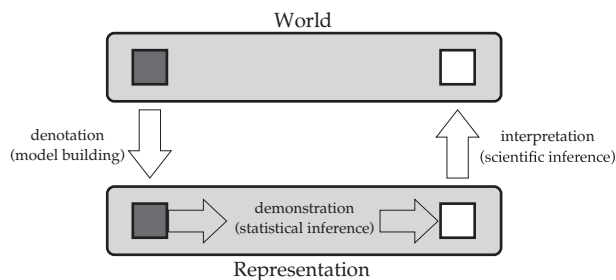 World
denotation
(model building)
interpretation
(scientific inference)
demonstration
(statistical inference)
Representation